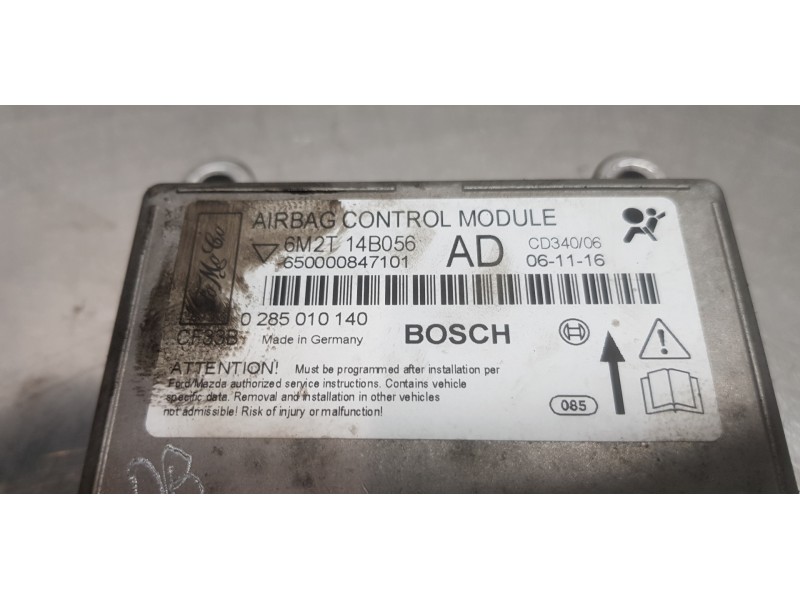 AIRBAG CONTROL MODULE
6M2T 14B056 AD CD340/06
650000847101 06-11-16
0 285 010 140 BOSCH
Made in Germany
ATTENTION! Must be programmed after installation per
Ford/Mazda authorized service instructions. Contains vehicle
specific data. Removal and installation in other vehicles
not admissible! Risk of injury or malfunction!
085
DB